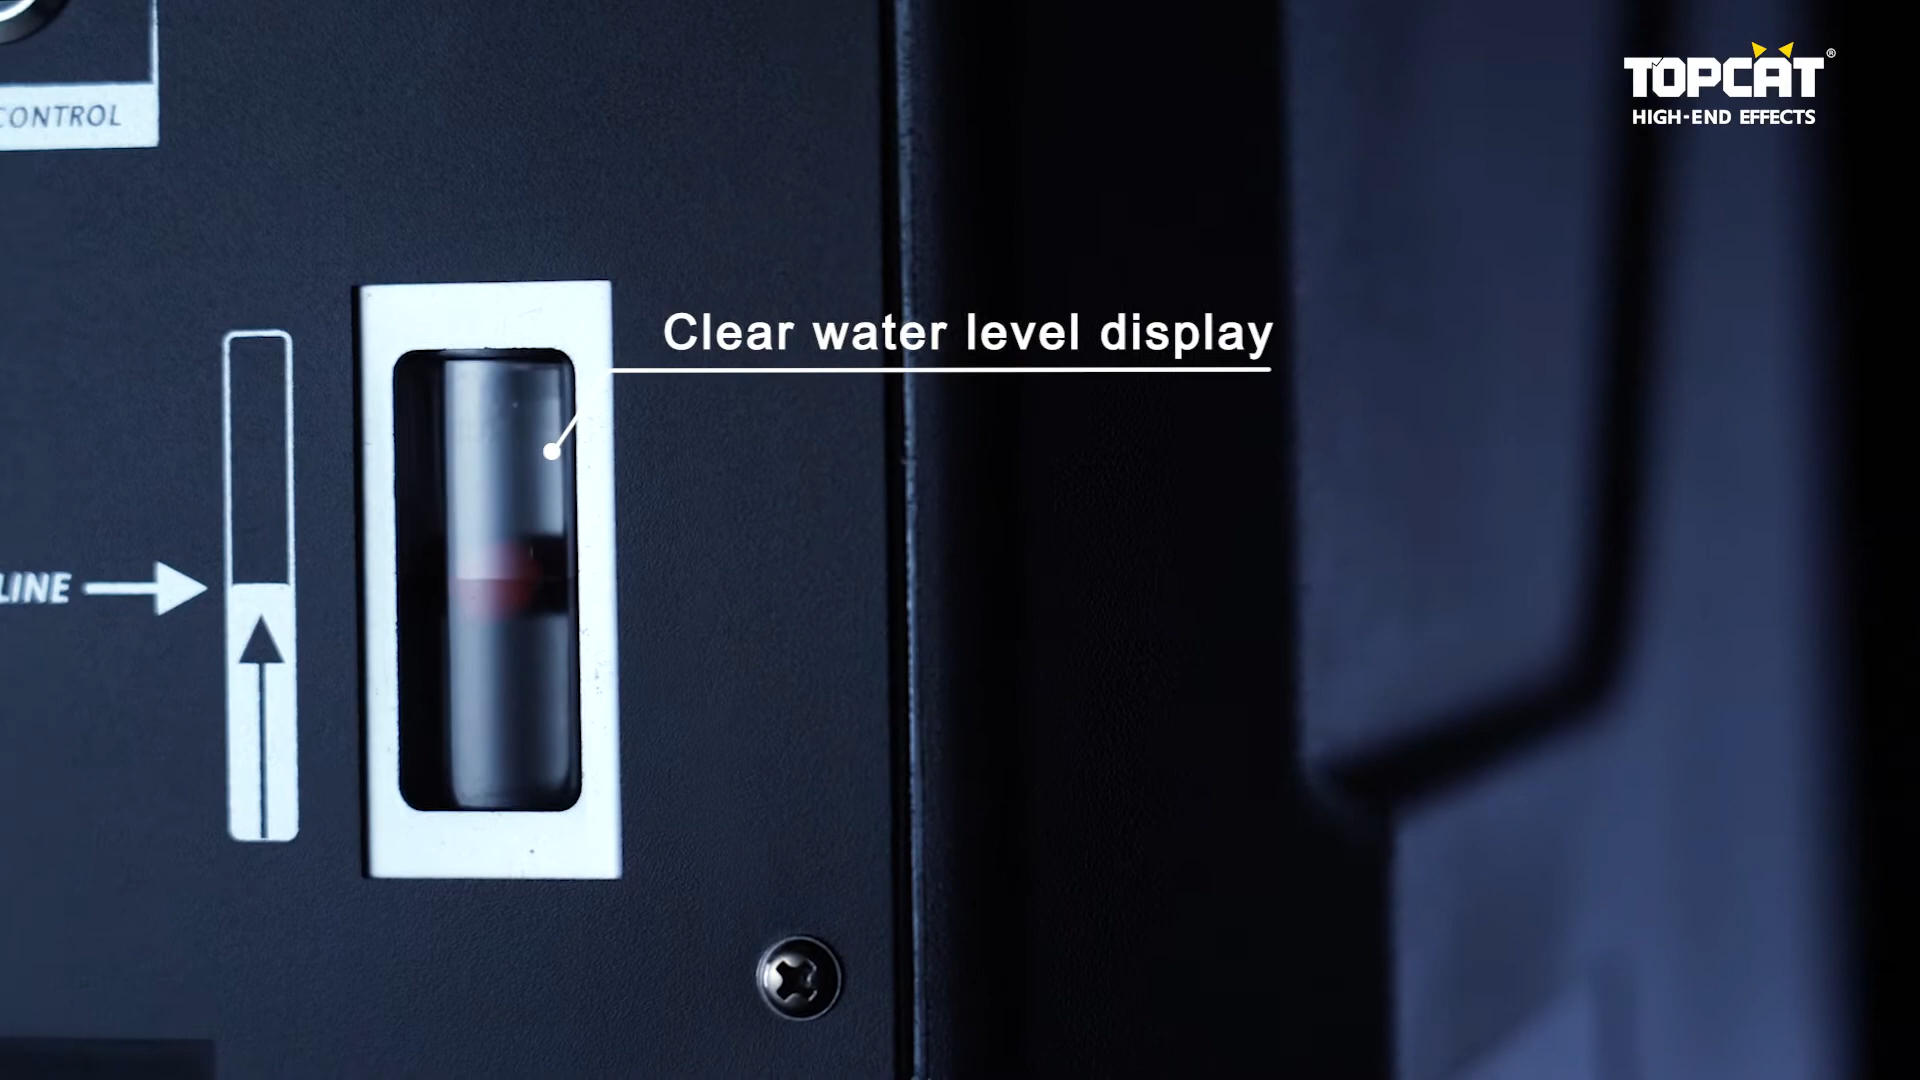 TOPCAT®
HIGH-END EFFECTS
CONTROL
Clear water level display
LINE